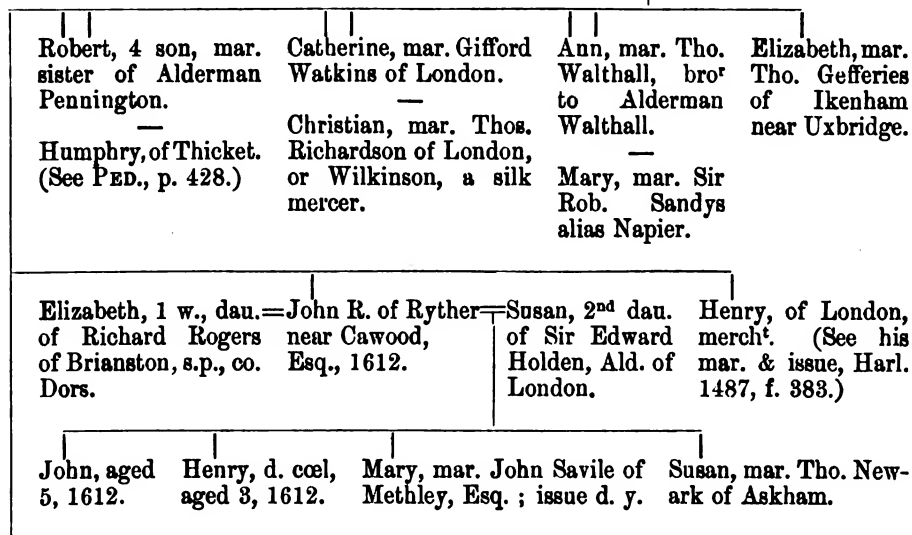 Robert, 4 son, mar.
sister of Alderman
Pennington.
—
Humphry, of Thicket.
(See PED., p. 428.)
Catherine, mar. Gifford
Watkins of London.
—
Christian, mar. Thos.
Richardson of London,
or Wilkinson, a silk
mercer.
Ann, mar. Tho.
Walthall, broʳ
to Alderman
Walthall.
—
Mary, mar. Sir
Rob. Sandys
alias Napier.
Elizabeth, mar.
Tho. Gefferies
of Ikenham
near Uxbridge.
Elizabeth, 1 w., dau.=
of Richard Rogers
of Brianston, s.p., co.
Dors.
John R. of Ryther=
near Cawood,
Esq., 1612.
Susan, 2ⁿᵈ dau.
of Sir Edward
Holden, Ald. of
London.
Henry, of London,
merchᵗ. (See his
mar. & issue, Harl.
1487, f. 383.)
John, aged
5, 1612.
Henry, d. cœl,
aged 3, 1612.
Mary, mar. John Savile of
Methley, Esq. ; issue d. y.
Susan, mar. Tho. New-
ark of Askham.